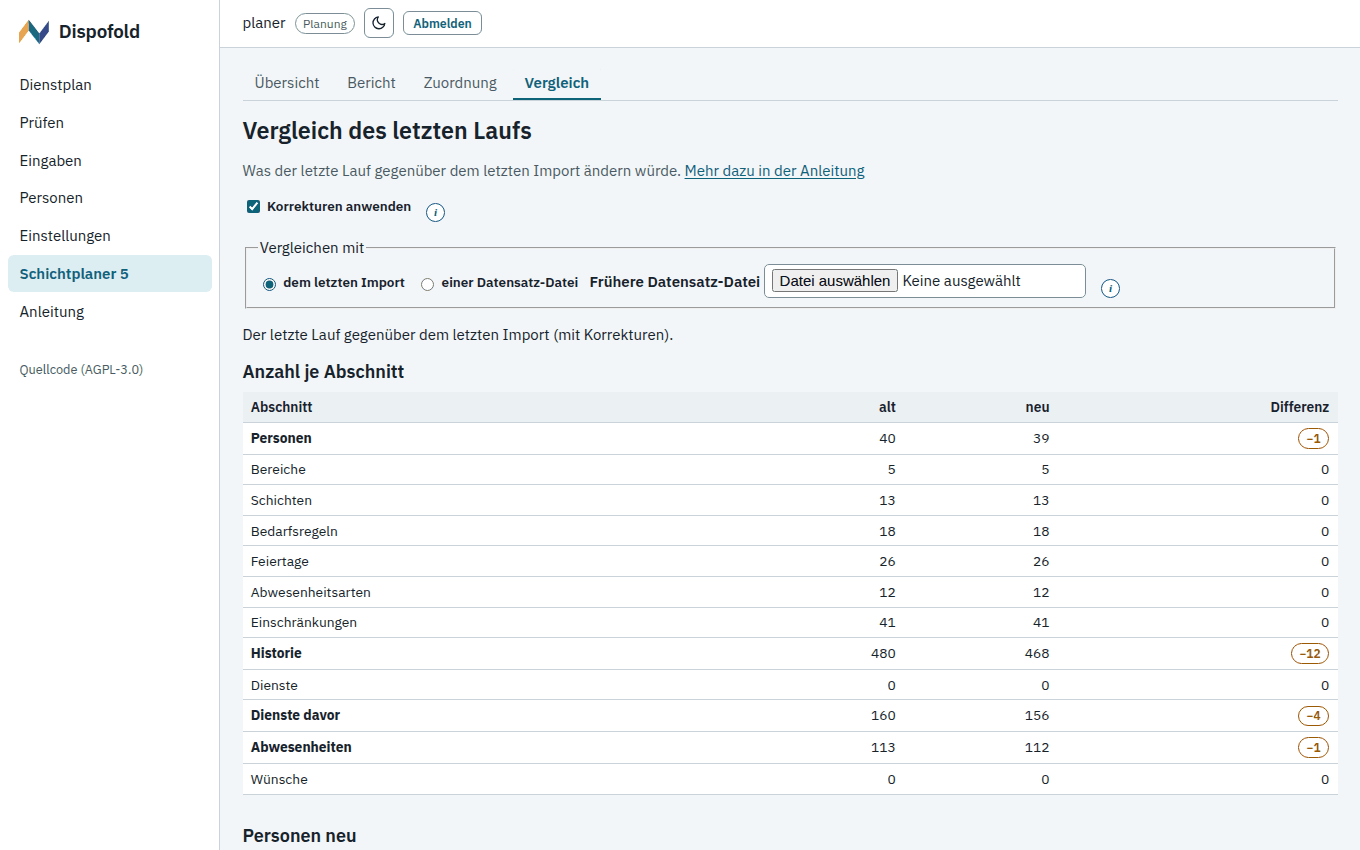 Dispofold
planer Planung Abmelden
Dienstplan
Prüfen
Eingaben
Personen
Einstellungen
Schichtplaner 5
Anleitung
Quellcode (AGPL-3.0)
Übersicht Bericht Zuordnung Vergleich
Vergleich des letzten Laufs
Was der letzte Lauf gegenüber dem letzten Import ändern würde. Mehr dazu in der Anleitung
Korrekturen anwenden i
Vergleichen mit
dem letzten Import einer Datensatz-Datei Frühere Datensatz-Datei Datei auswählen Keine ausgewählt i
Der letzte Lauf gegenüber dem letzten Import (mit Korrekturen).
Anzahl je Abschnitt
Abschnitt alt neu Differenz
Personen 40 39 −1
Bereiche 5 5 0
Schichten 13 13 0
Bedarfsregeln 18 18 0
Feiertage 26 26 0
Abwesenheitsarten 12 12 0
Einschränkungen 41 41 0
Historie 480 468 −12
Dienste 0 0 0
Dienste davor 160 156 −4
Abwesenheiten 113 112 −1
Wünsche 0 0 0
Personen neu